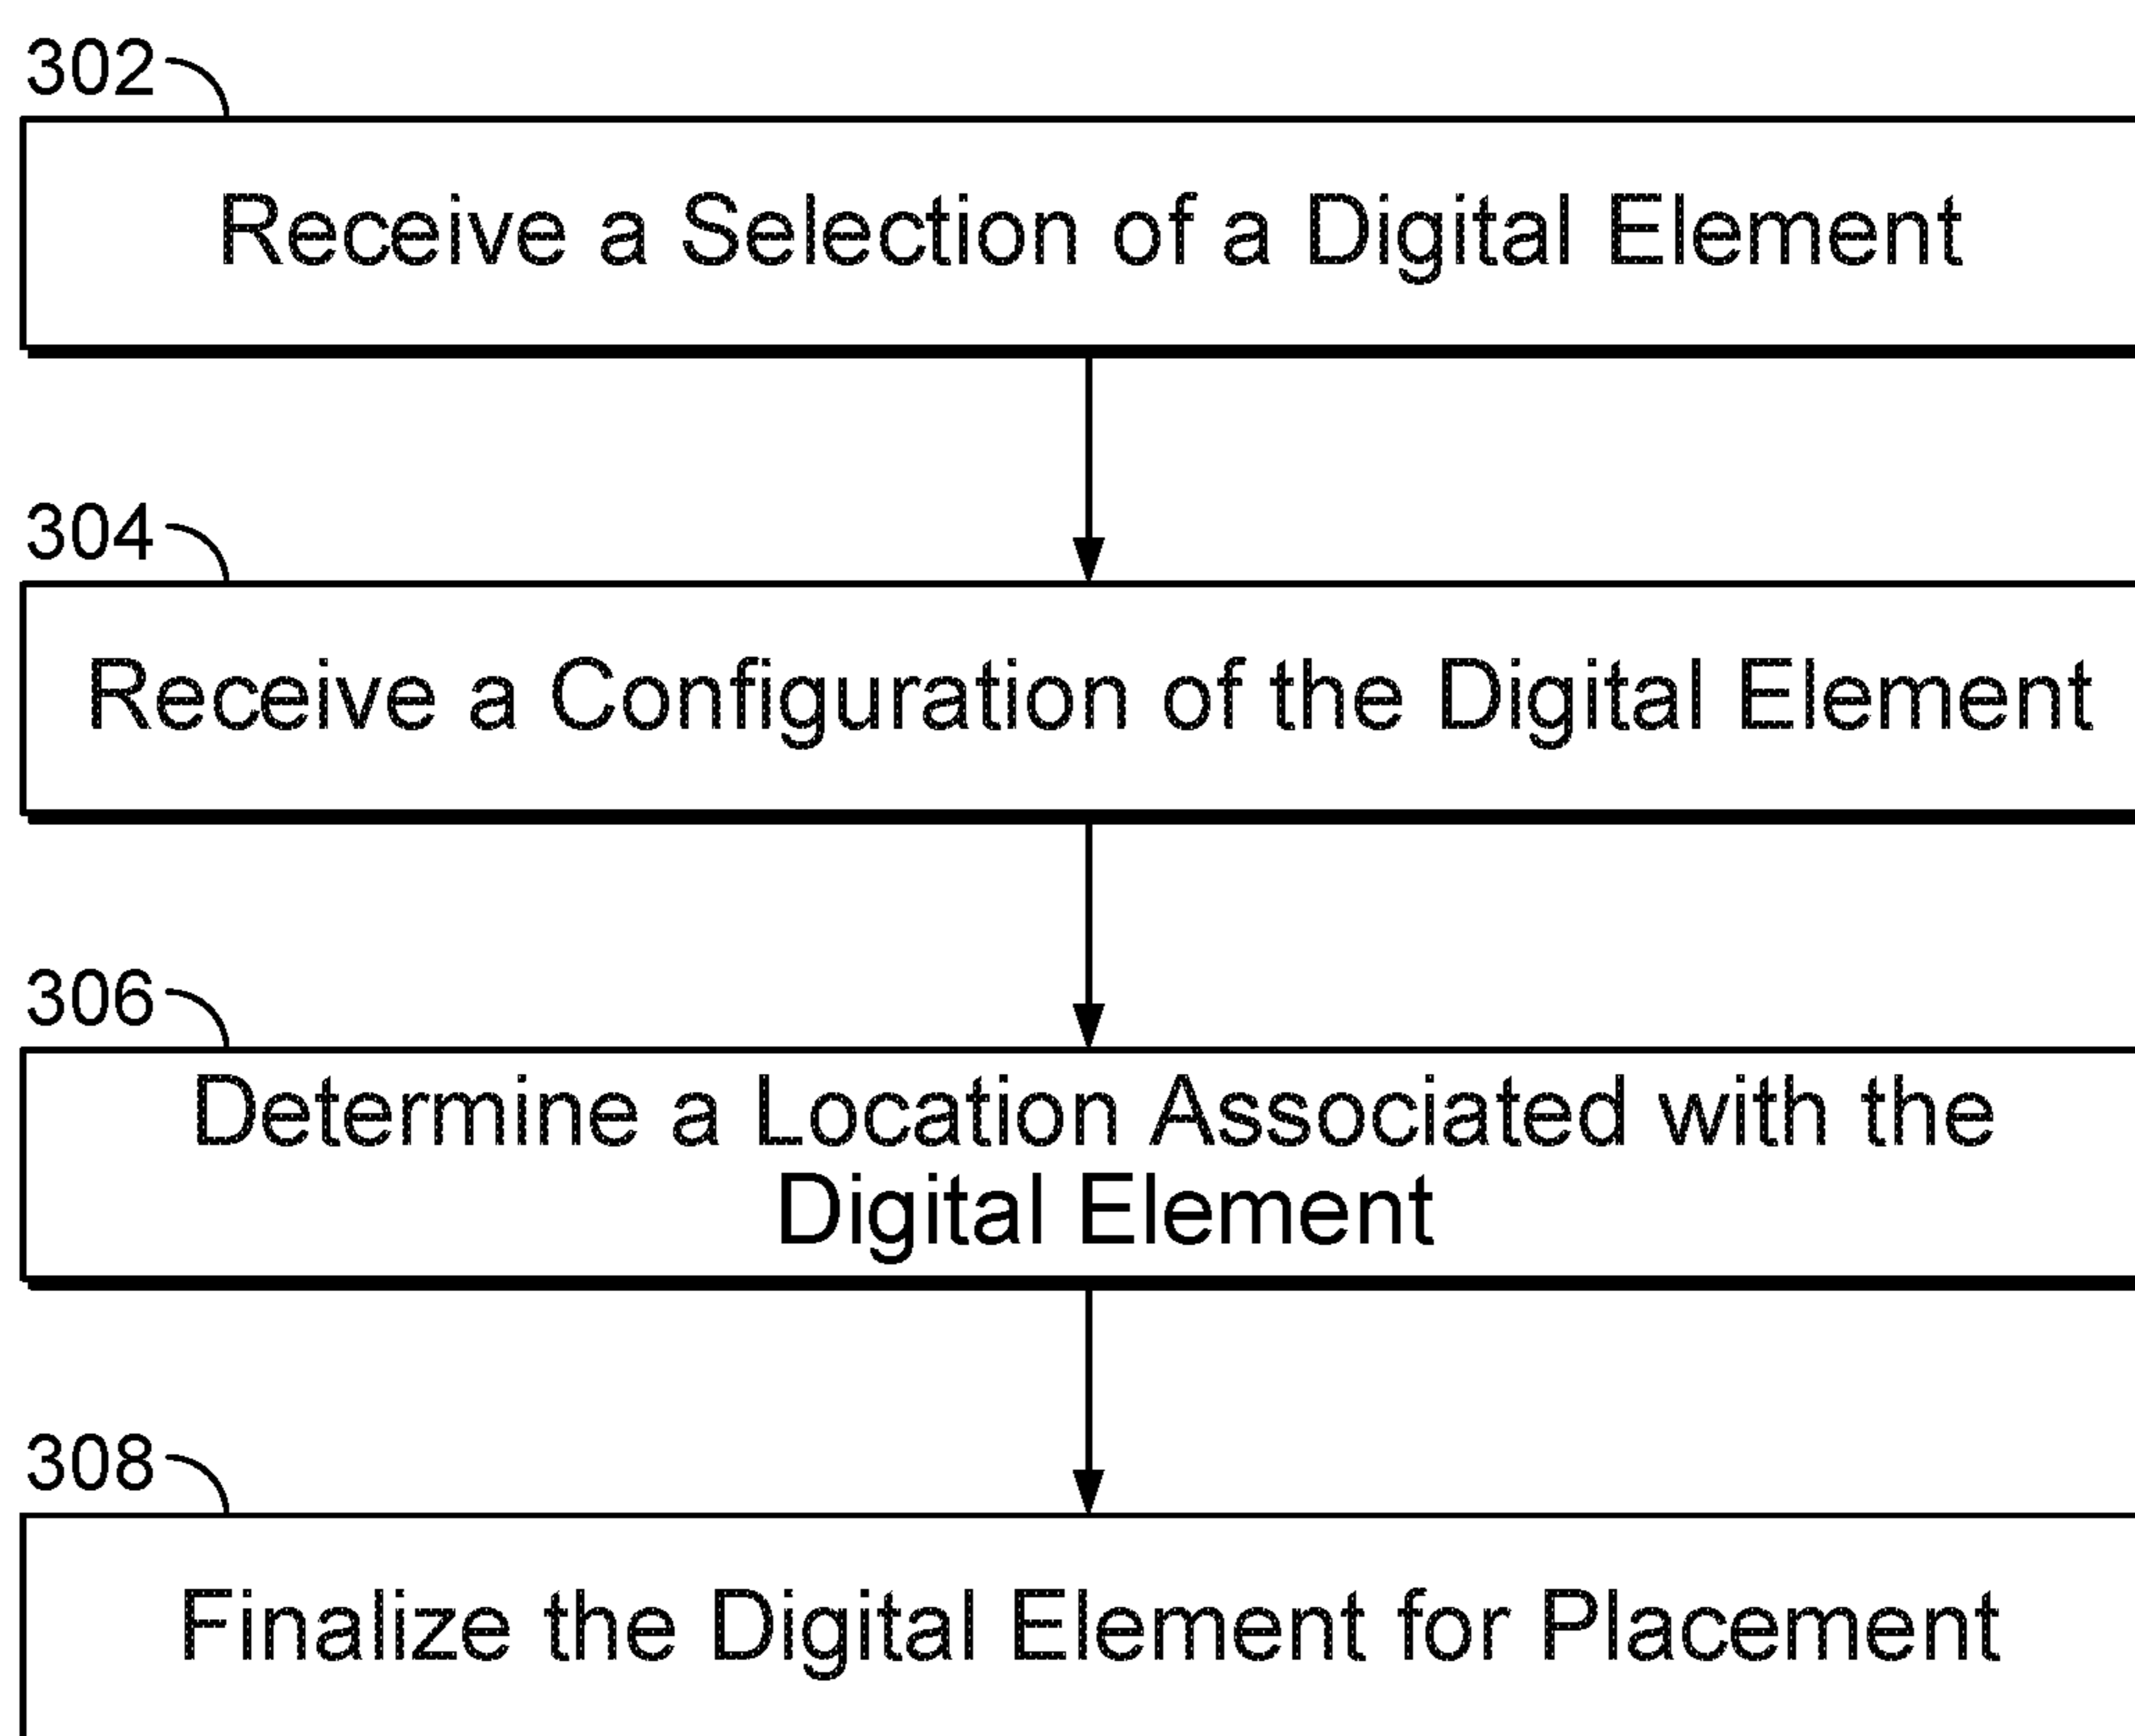 302
Receive a Selection of a Digital Element
304
Receive a Configuration of the Digital Element
306
Determine a Location Associated with the
Digital Element
308
Finalize the Digital Element for Placement